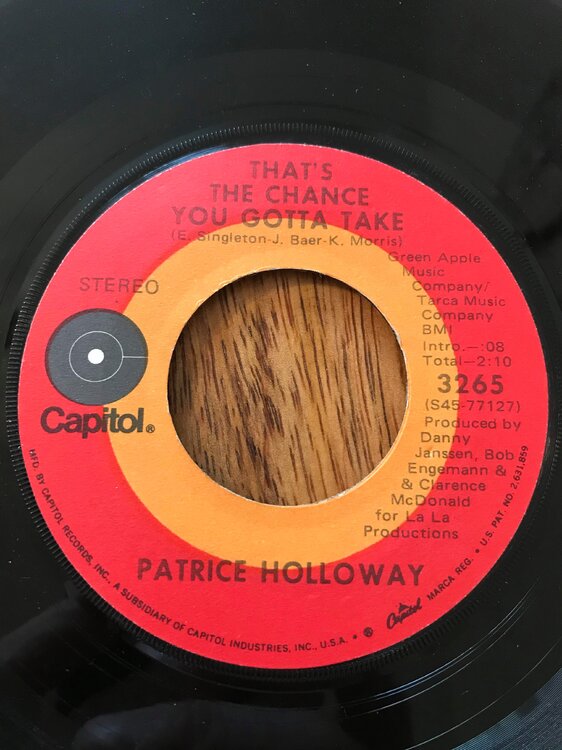 THAT'S
THE CHANCE
YOU GOTTA TAKE
(E. Singleton-J. Baer-K. Morris)
STEREO
Green Apple
Music
Company/
Tarca Music
Company
BMI
Intro.—:08
Total—2:10
3265
(S45-77127)
Produced by
Danny
Janssen, Bob
Engemann &
& Clarence
McDonald
for La La
Productions
Capitol®
PATRICE HOLLOWAY
MFD. BY CAPITOL RECORDS, INC., A SUBSIDIARY OF CAPITOL INDUSTRIES, INC., U.S.A. • ℗ Capitol MARCA REG. • U.S. PAT. NO. 2,631,859